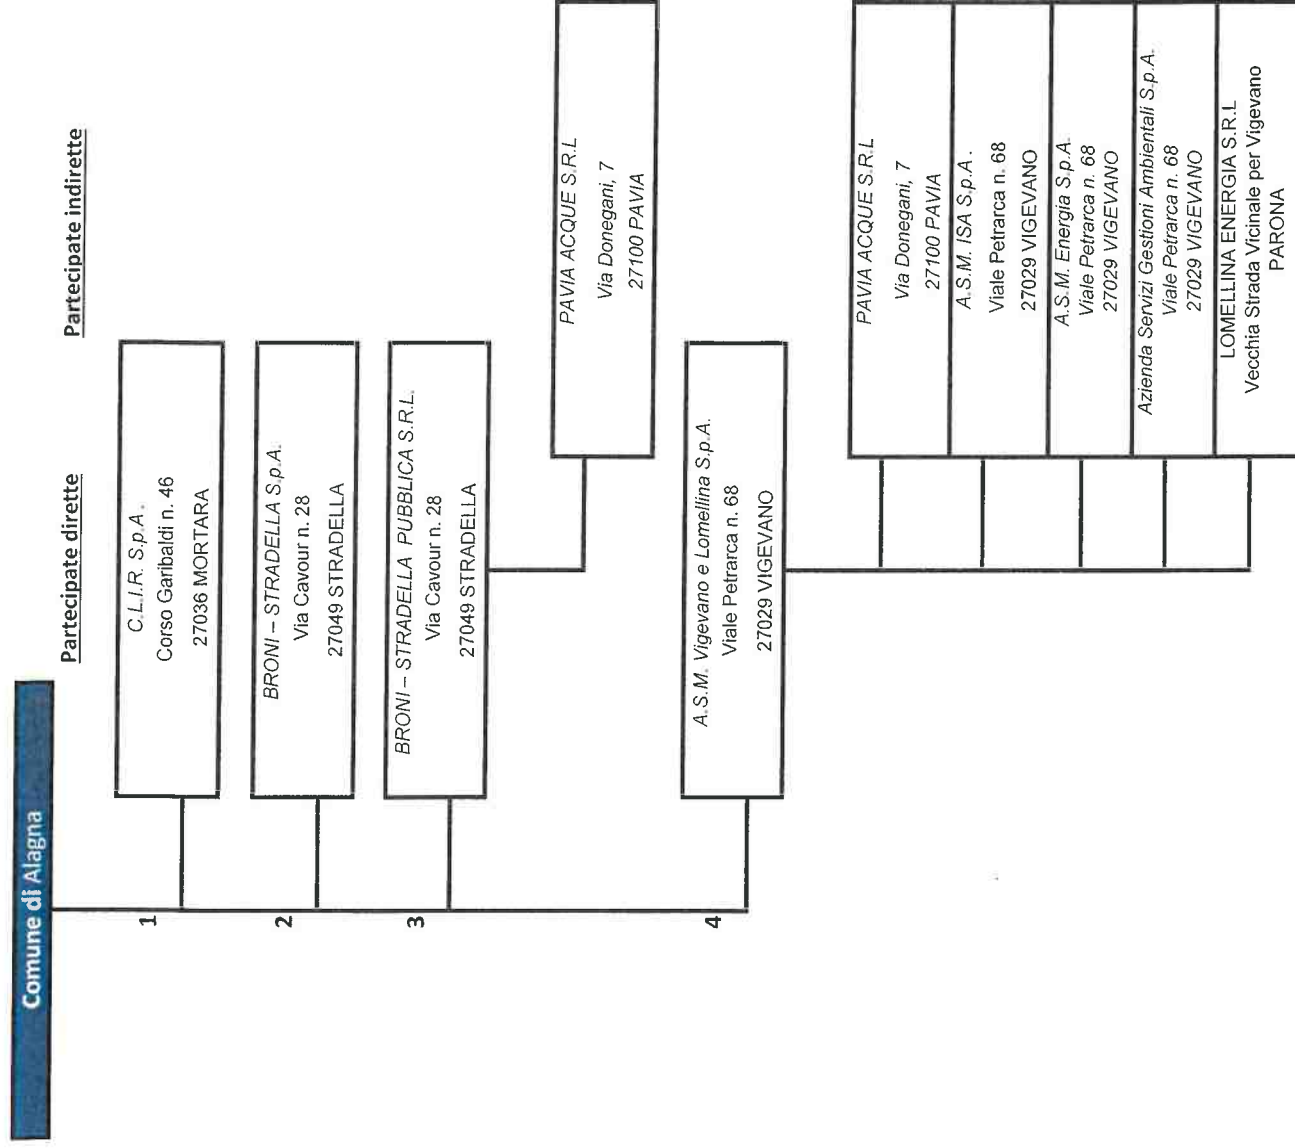 Comune di Alagna
Partecipate dirette
Partecipate indirette
1
C.L.I.R. S.p.A.
Corso Garibaldi n. 46
27036 MORTARA
2
BRONI – STRADELLA S.p.A.
Via Cavour n. 28
27049 STRADELLA
3
BRONI – STRADELLA PUBBLICA S.R.L.
Via Cavour n. 28
27049 STRADELLA
PAVIA ACQUE S.R.L
Via Donegani, 7
27100 PAVIA
4
A.S.M. Vigevano e Lomellina S.p.A.
Viale Petrarca n. 68
27029 VIGEVANO
PAVIA ACQUE S.R.L
Via Donegani, 7
27100 PAVIA
A.S.M. ISA S.p.A.
Viale Petrarca n. 68
27029 VIGEVANO
A.S.M. Energia S.p.A.
Viale Petrarca n. 68
27029 VIGEVANO
Azienda Servizi Gestioni Ambientali S.p.A.
Viale Petrarca n. 68
27029 VIGEVANO
LOMELLINA ENERGIA S.R.L
Vecchia Strada Vicinale per Vigevano
PARONA